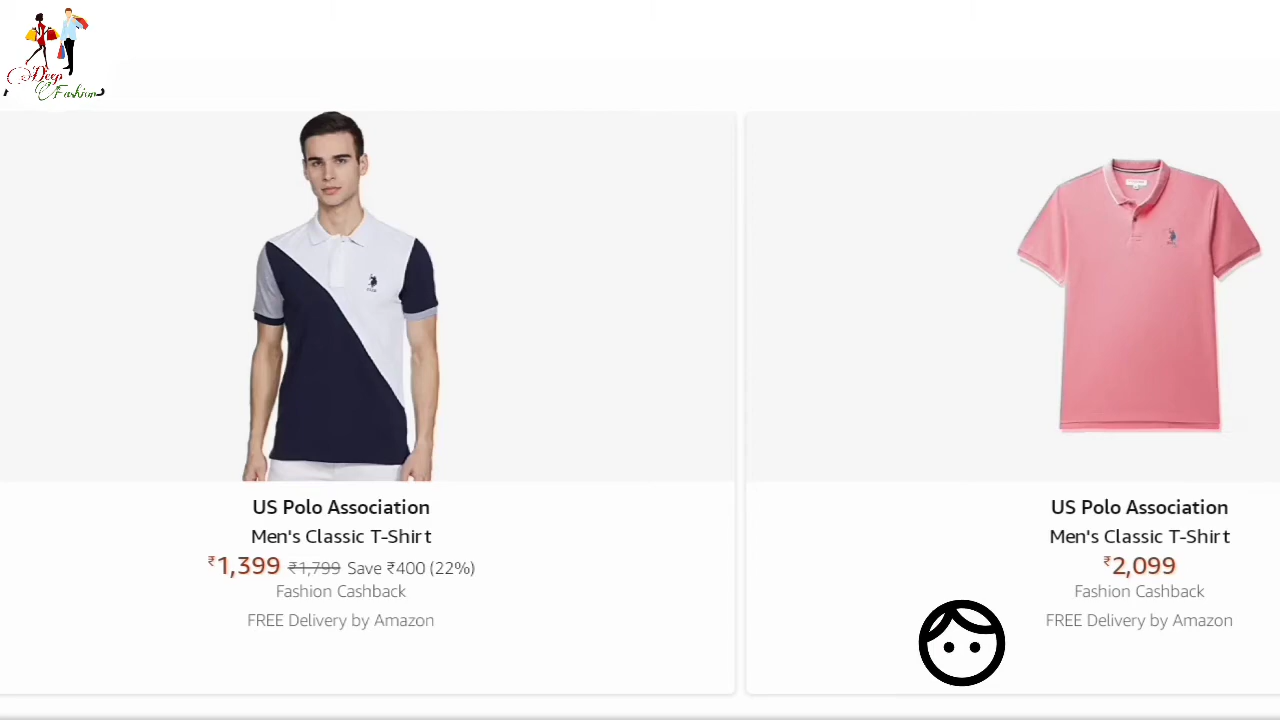 Deep
Fashion
US Polo Association
Men's Classic T-Shirt
₹1,399 ₹1,799 Save ₹400 (22%)
Fashion Cashback
FREE Delivery by Amazon
US Polo Association
Men's Classic T-Shirt
₹2,099
Fashion Cashback
FREE Delivery by Amazon